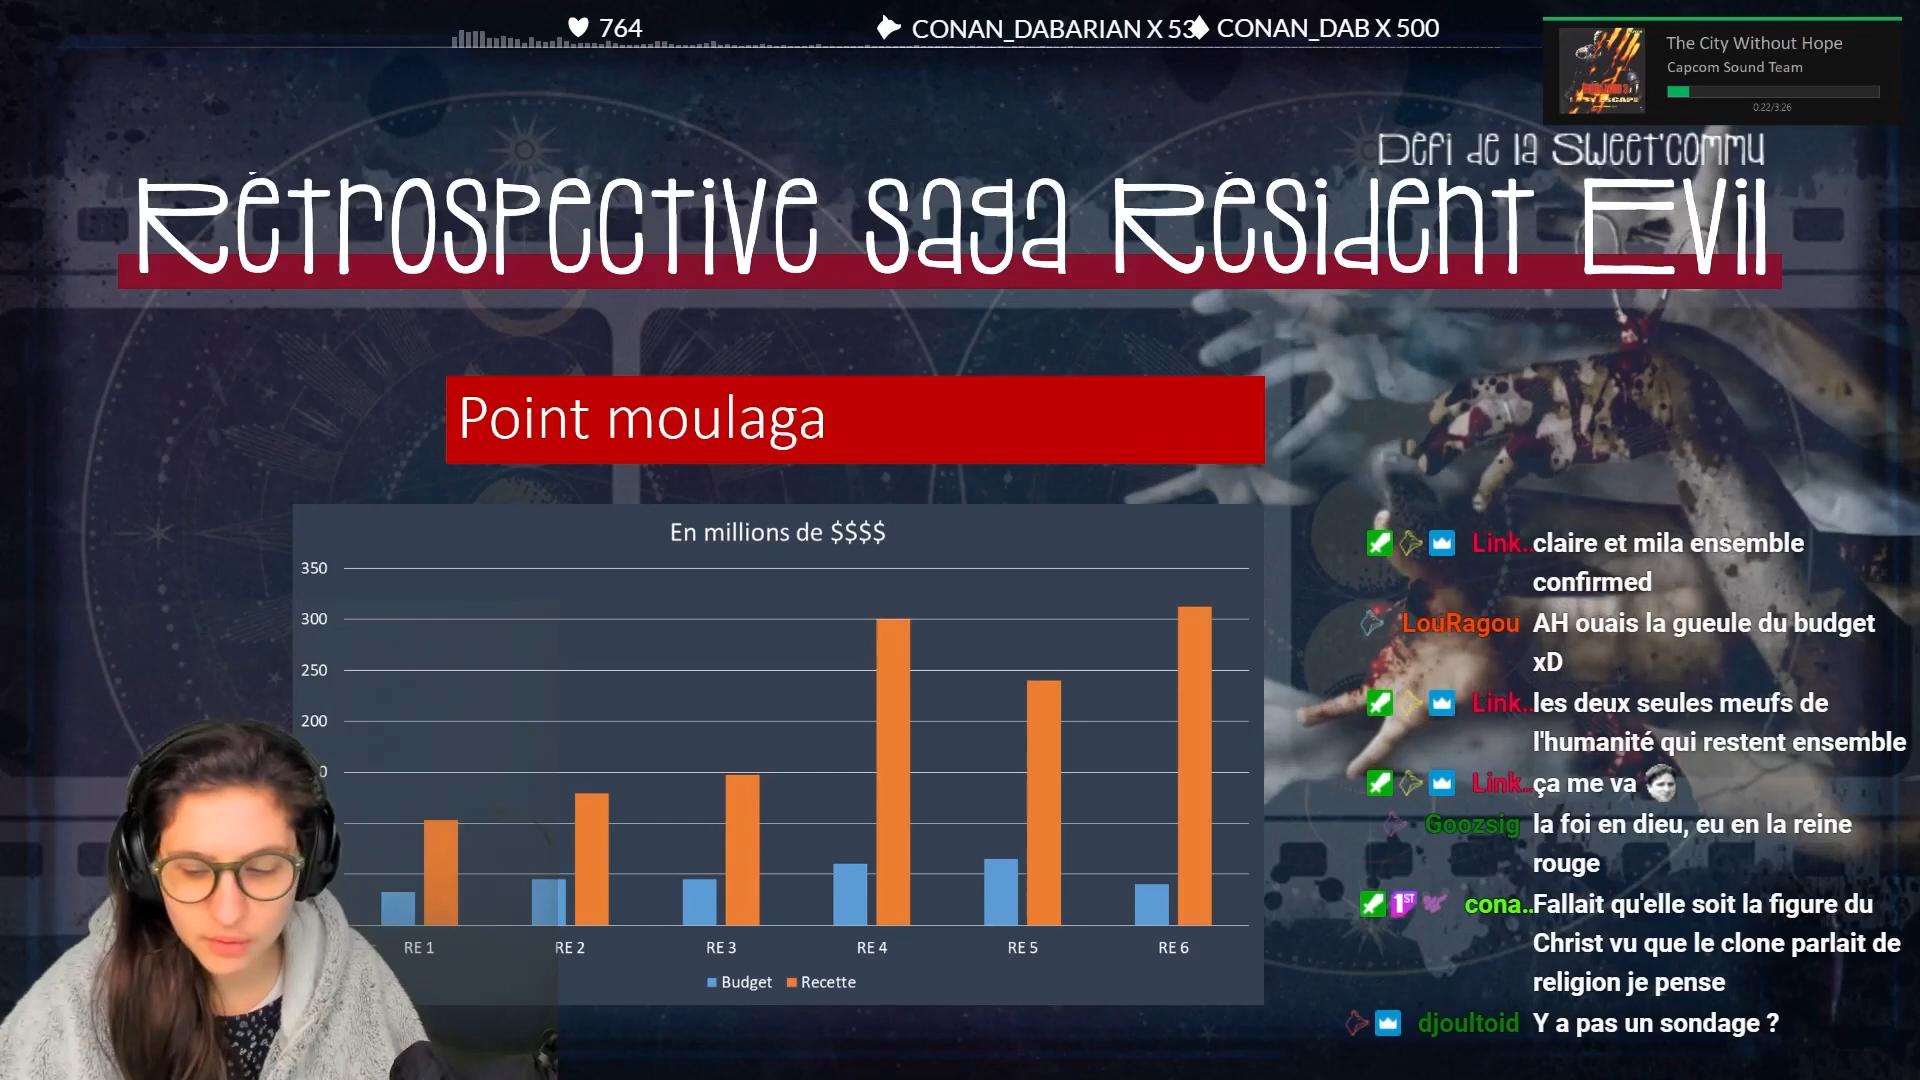 764
CONAN_DABARIAN X 53
CONAN_DAB X 500
The City Without Hope
Capcom Sound Team
0:22/3:26
Défi de la Sweet'commu
Rétrospective saga Résident Evil
Point moulaga
En millions de $$$$
350
300
250
200
0
RE 1
RE 2
RE 3
RE 4
RE 5
RE 6
Budget
Recette
Link..claire et mila ensemble
confirmed
LouRagou AH ouais la gueule du budget
xD
Link..les deux seules meufs de
l'humanité qui restent ensemble
Link..ça me va
Goozsig la foi en dieu, eu en la reine
rouge
1ST cona..Fallait qu'elle soit la figure du
Christ vu que le clone parlait de
religion je pense
djoultoid Y a pas un sondage ?